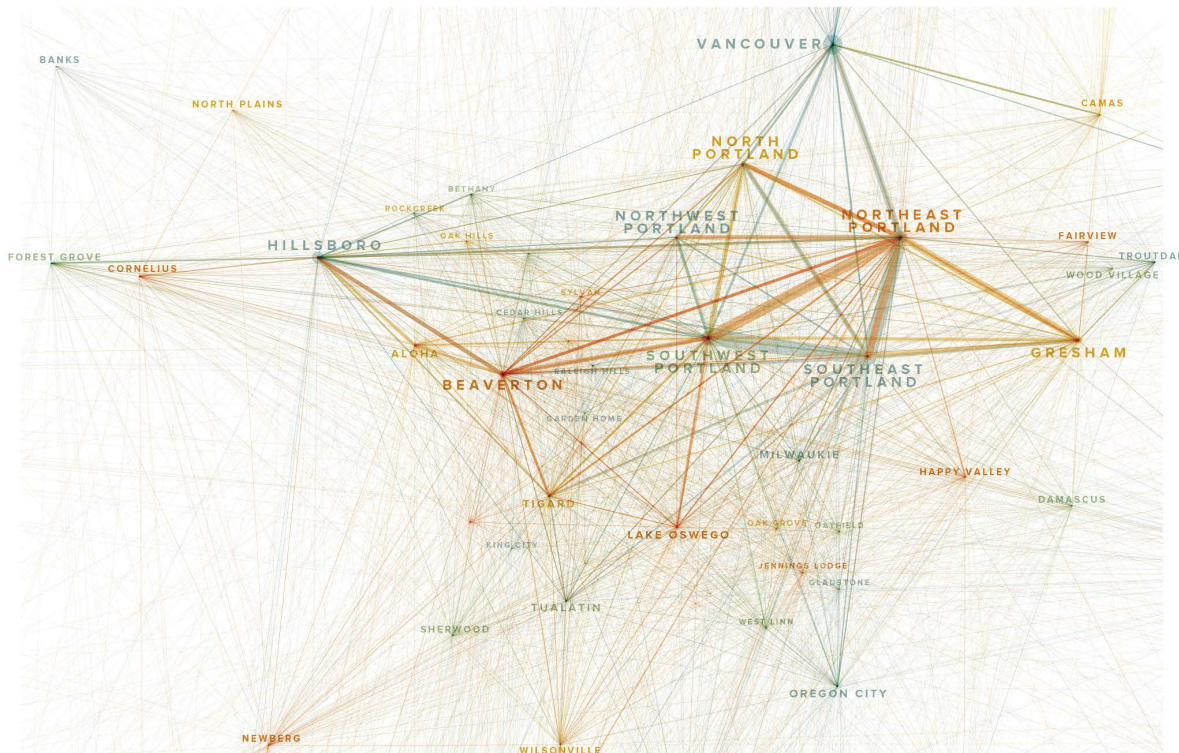 VANCOUVER
BANKS
NORTH PLAINS
CAMAS
NORTH
PORTLAND
BETHANY
ROCKCREEK
NORTHWEST
PORTLAND
NORTHEAST
PORTLAND
OAK HILLS
FAIRVIEW
HILLSBORO
FOREST GROVE
CORNELIUS
TROUTDA
WOOD VILLAGE
SYLVAN
CEDAR HILLS
ALOHA
SOUTHWEST
PORTLAND
SOUTHEAST
PORTLAND
GRESHAM
RALEIGH HILLS
BEAVERTON
GARDEN HOME
MILWAUKIE
HAPPY VALLEY
DAMASCUS
TIGARD
OAK GROVE
OATFIELD
LAKE OSWEGO
KING CITY
JENNINGS LODGE
GLADSTONE
TUALATIN
WEST LINN
SHERWOOD
OREGON CITY
NEWBERG
WILSONVILLE